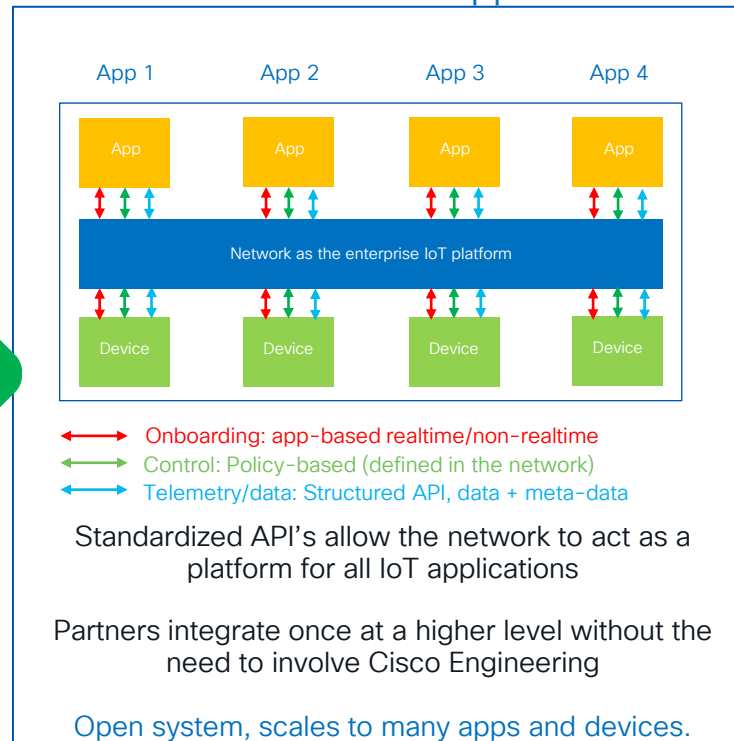 App 1 App 2 App 3 App 4
App App App App
Network as the enterprise IoT platform
Device Device Device Device
Onboarding: app-based realtime/non-realtime
Control: Policy-based (defined in the network)
Telemetry/data: Structured API, data + meta-data
Standardized API’s allow the network to act as a
platform for all IoT applications
Partners integrate once at a higher level without the
need to involve Cisco Engineering
Open system, scales to many apps and devices.